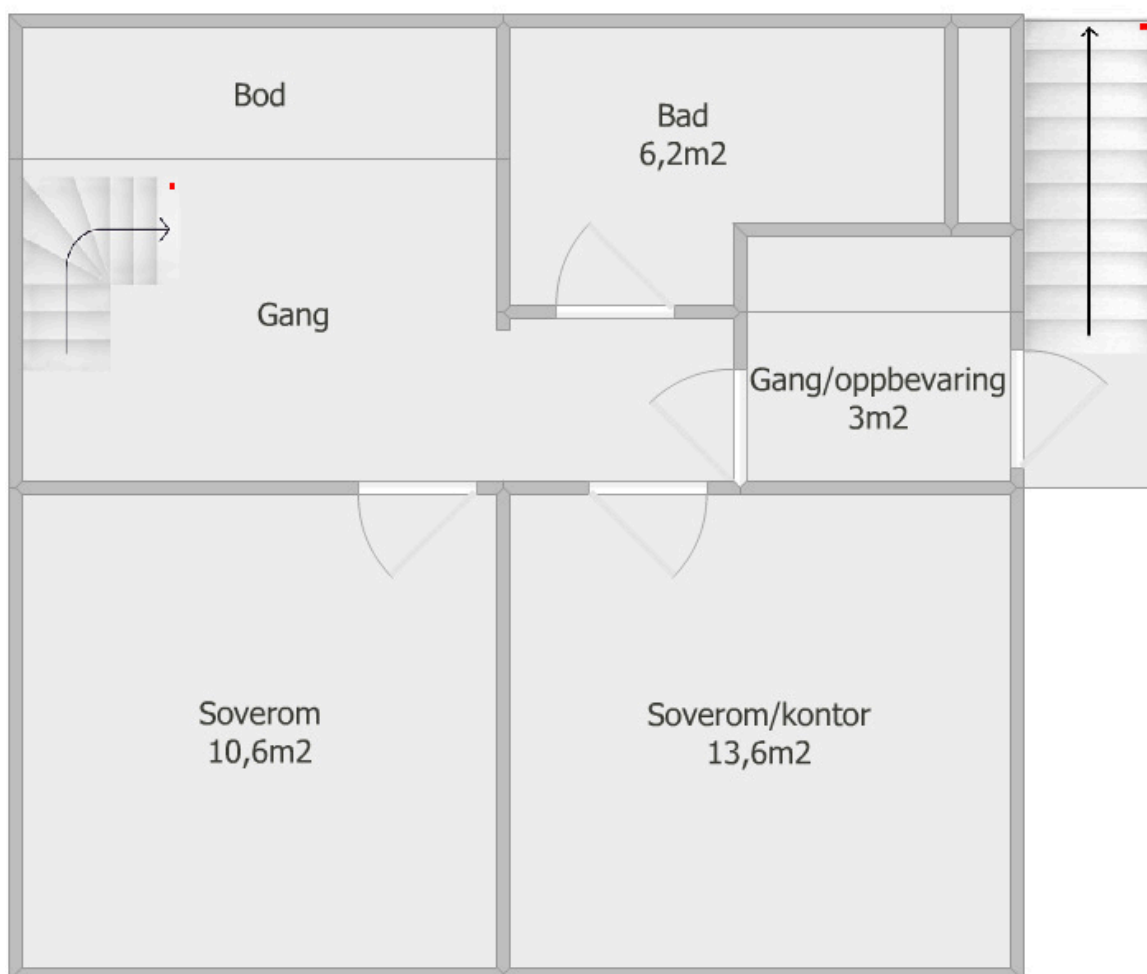 Bod
Bad
6,2m2
Gang
Gang/oppbevaring
3m2
Soverom
10,6m2
Soverom/kontor
13,6m2